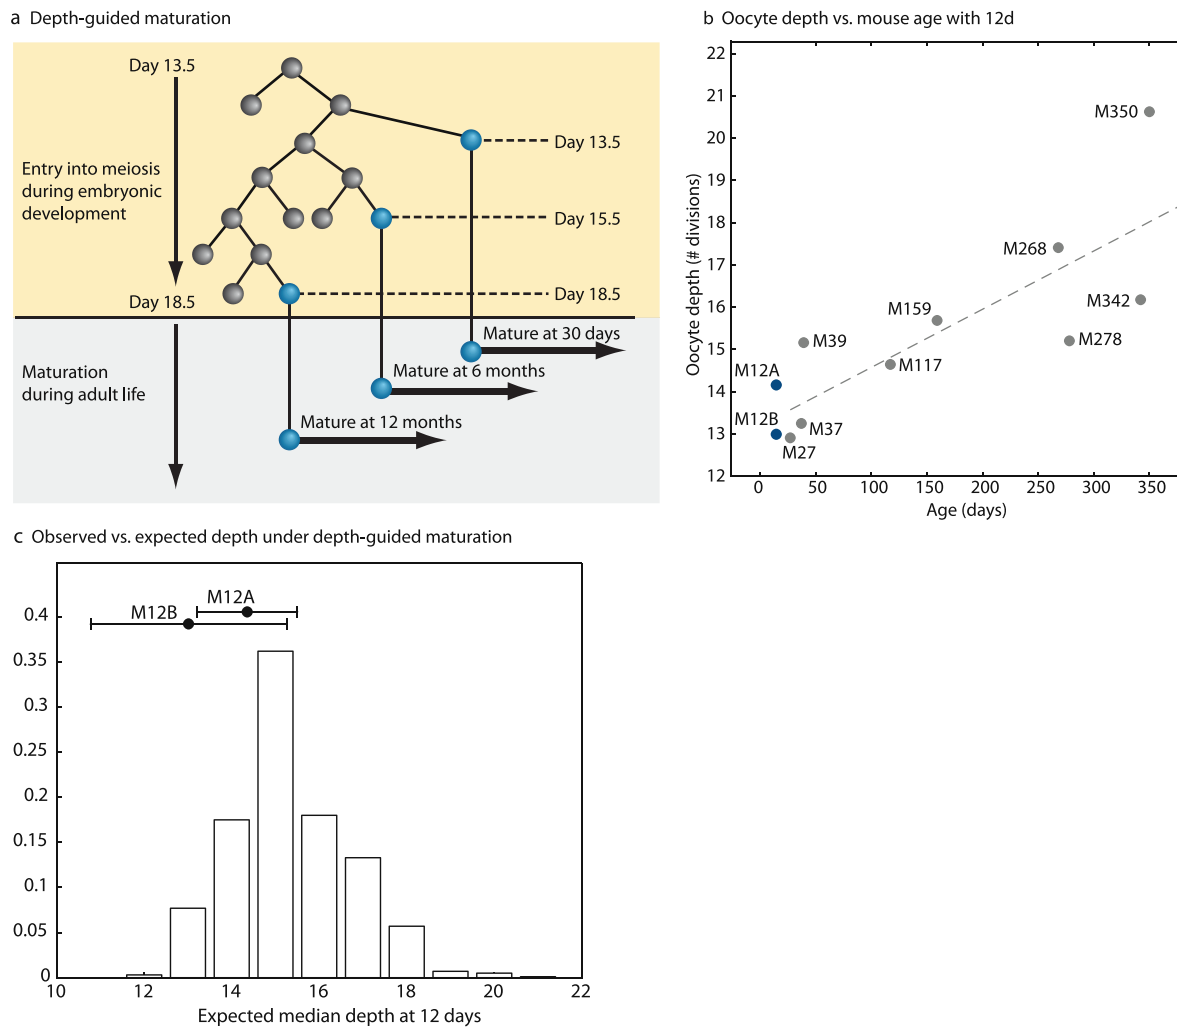 a Depth-guided maturation
Day 13.5
Entry into meiosis
during embryonic
development
Day 18.5
Day 13.5
Day 15.5
Day 18.5
Maturation
during adult life
Mature at 30 days
Mature at 6 months
Mature at 12 months
b Oocyte depth vs. mouse age with 12d
Oocyte depth (# divisions)
22
21
20
19
18
17
16
15
14
13
12
M350
M268
M342
M159
M278
M39
M117
M12A
M12B
M37
M27
0 50 100 150 200 250 300 350
Age (days)
c Observed vs. expected depth under depth-guided maturation
0.4
0.35
0.3
0.25
0.2
0.15
0.1
0.05
0
M12A
M12B
10 12 14 16 18 20 22
Expected median depth at 12 days